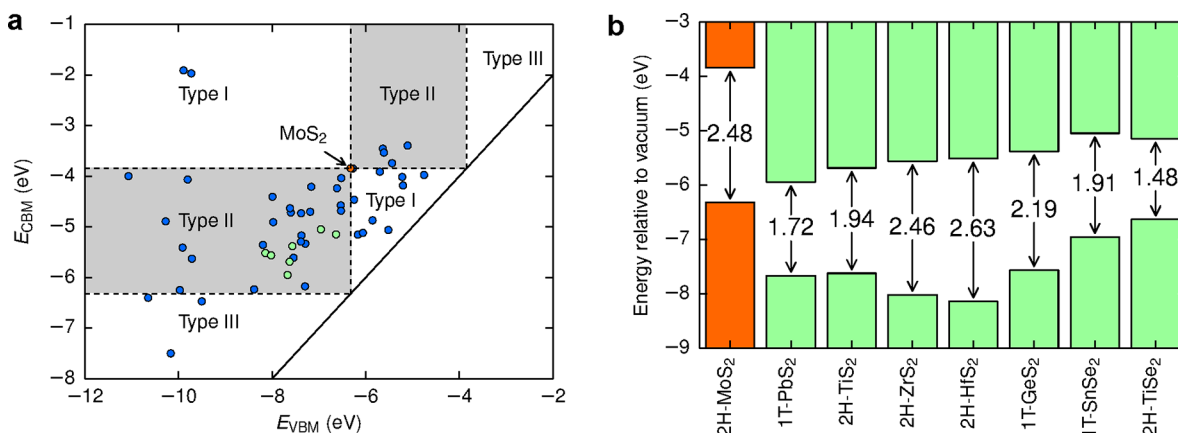 a
−1
−2
−3
−4
−5
−6
−7
−8
E_CBM (eV)
−12
−10
−8
−6
−4
−2
E_VBM (eV)
Type I
Type II
Type III
MoS₂
Type II
Type I
Type III
b
−3
−4
−5
−6
−7
−8
−9
Energy relative to vacuum (eV)
2.48
1.72
1.94
2.46
2.63
2.19
1.91
1.48
2H-MoS₂
1T-PbS₂
2H-TiS₂
2H-ZrS₂
2H-HfS₂
1T-GeS₂
1T-SnSe₂
2H-TiSe₂